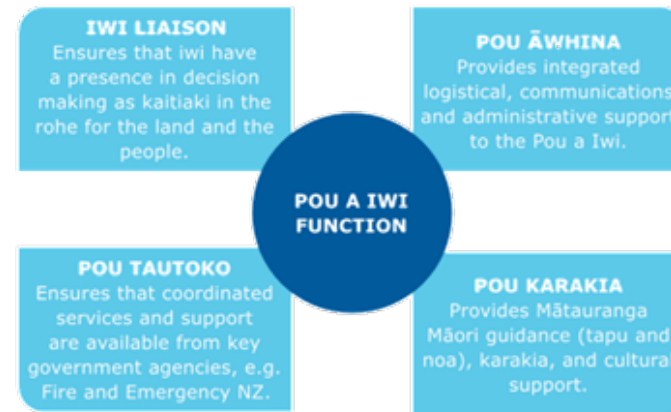 IWI LIAISON
Ensures that iwi have
a presence in decision
making as kaitiaki in the
rohe for the land and the
people.
POU ĀWHINA
Provides integrated
logistical, communications
and administrative support
to the Pou a Iwi.
POU A IWI
FUNCTION
POU TAUTOKO
Ensures that coordinated
services and support
are available from key
government agencies, e.g.
Fire and Emergency NZ.
POU KARAKIA
Provides Mātauranga
Māori guidance (tapu and
noa), karakia, and cultural
support.